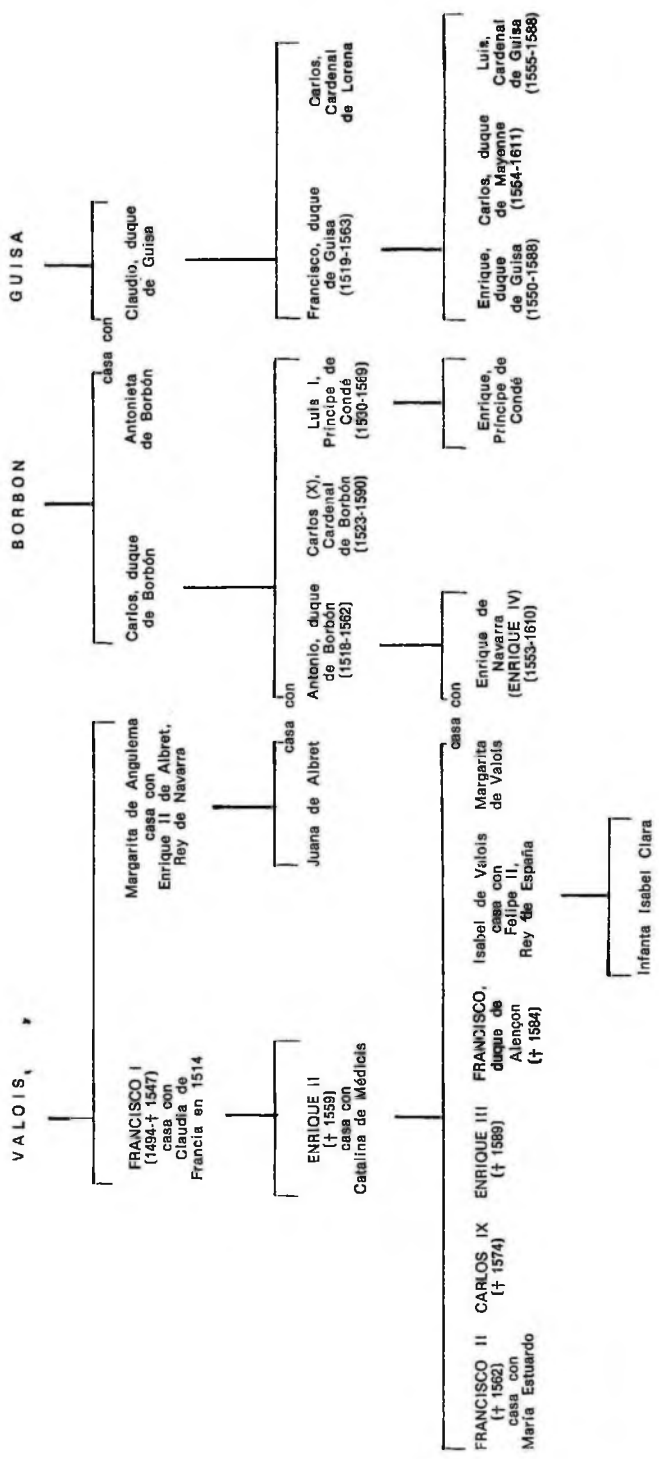 VALOIS,
BORBON
GUISA
FRANCISCO I
(1494-† 1547)
casa con
Claudia de
Francia en 1514
Margarita de Angulema
casa con
Enrique II de Albret,
Rey de Navarra
Carlos, duque
de Borbón
Antonieta
de Borbón
casa con
Claudio, duque
de Guisa
ENRIQUE II
(† 1559)
casa con
Catalina de Médicis
Juana de Albret
casa con
Antonio, duque
de Borbón
(1518-1562)
Carlos (X),
Cardenal
de Borbón
(1523-1590)
Luis I,
Príncipe de
Condé
(1530-1569)
Francisco, duque
de Guisa
(1519-1563)
Carlos,
Cardenal
de Lorena
FRANCISCO II
(† 1562)
casa con
María Estuardo
CARLOS IX
(† 1574)
ENRIQUE III
(† 1589)
FRANCISCO,
duque de
Alençon
(† 1584)
Isabel de Valois
casa con
Felipe II,
Rey de España
Margarita
de Valois
casa con
Enrique de
Navarra
(ENRIQUE IV)
(1553-1610)
Enrique,
Príncipe de
Condé
Enrique,
duque
de Guisa
(1550-1588)
Carlos, duque
de Mayenne
(1554-1611)
Luis,
Cardenal
de Guisa
(1555-1588)
Infanta Isabel Clara